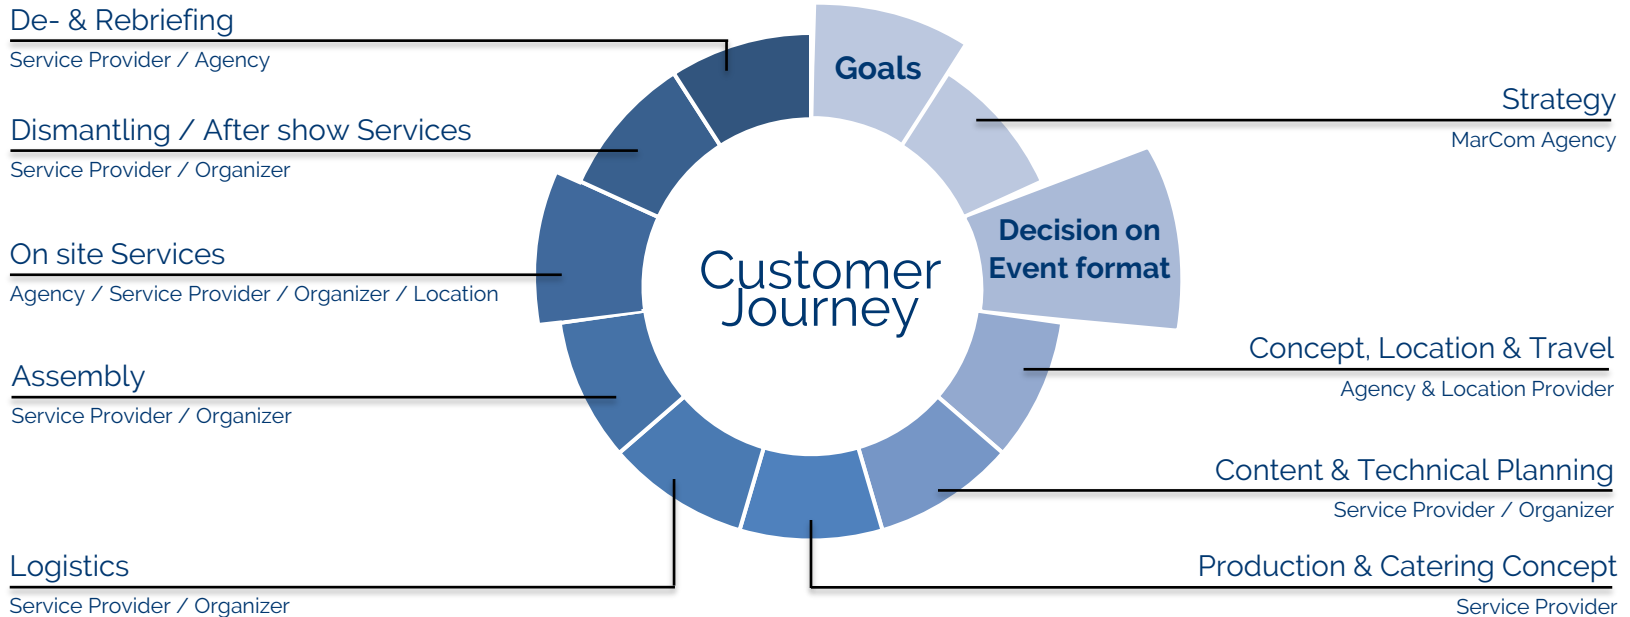 De- & Rebriefing
Service Provider / Agency
Dismantling / After show Services
Service Provider / Organizer
On site Services
Agency / Service Provider / Organizer / Location
Assembly
Service Provider / Organizer
Logistics
Service Provider / Organizer
Goals
Decision on
Event format
Customer
Journey
Strategy
MarCom Agency
Concept, Location & Travel
Agency & Location Provider
Content & Technical Planning
Service Provider / Organizer
Production & Catering Concept
Service Provider